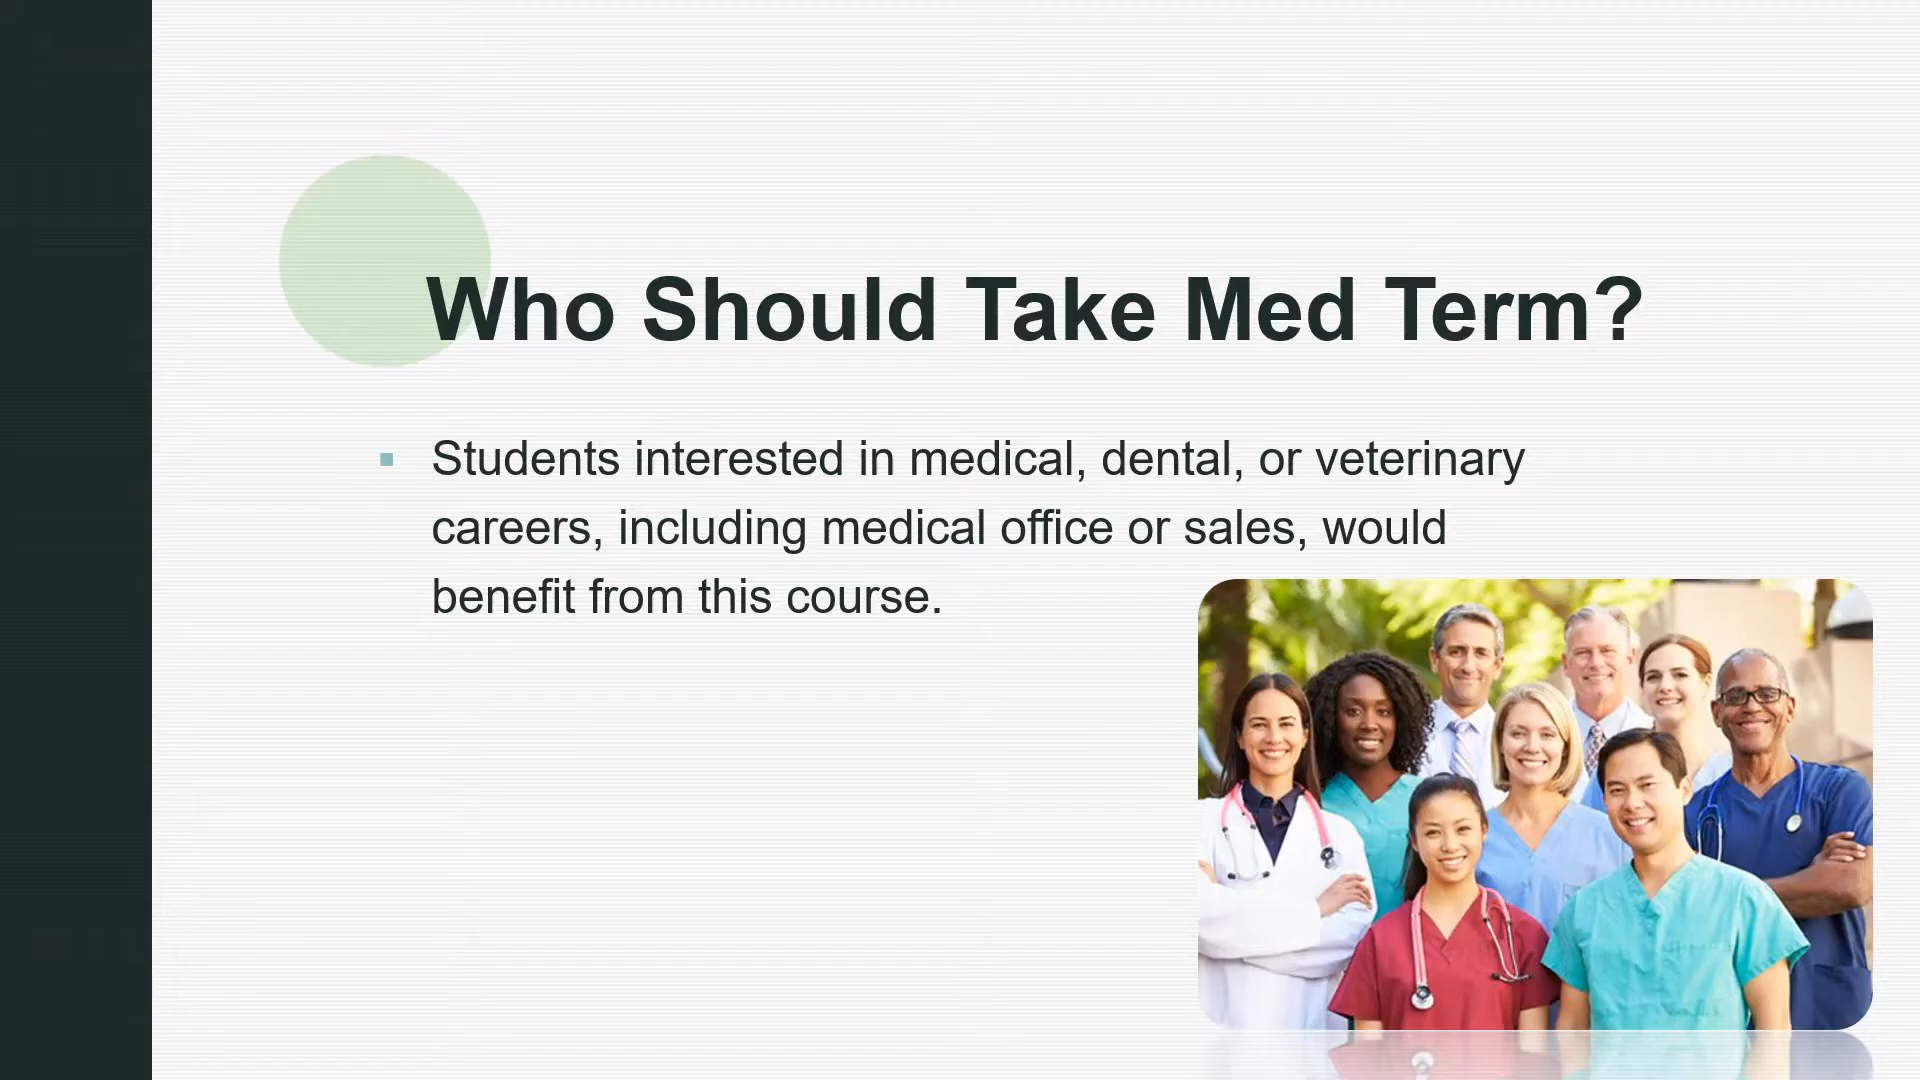 Who Should Take Med Term?
Students interested in medical, dental, or veterinary
careers, including medical office or sales, would
benefit from this course.